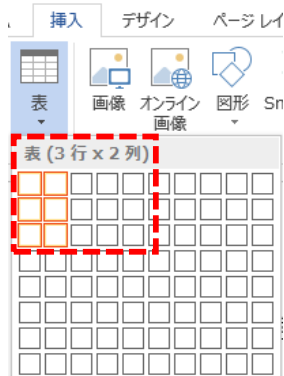 挿入 デザイン ページ レイ
表 画像 オンライン 図形 Sm
画像
表 (3 行 x 2 列)